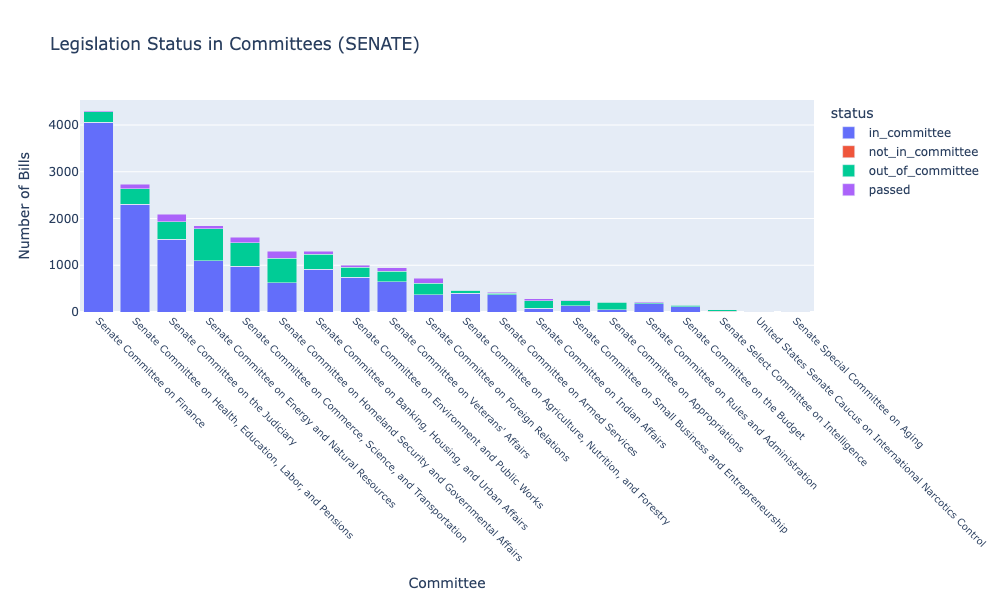 Legislation Status in Committees (SENATE)
status
in_committee
not_in_committee
out_of_committee
passed
Number of Bills
4000
3000
2000
1000
0
Senate Committee on Finance
Senate Committee on Health, Education, Labor, and Pensions
Senate Committee on the Judiciary
Senate Committee on Energy and Natural Resources
Senate Committee on Commerce, Science, and Transportation
Senate Committee on Homeland Security and Governmental Affairs
Senate Committee on Banking, Housing, and Urban Affairs
Senate Committee on Environment and Public Works
Senate Committee on Veterans' Affairs
Senate Committee on Foreign Relations
Senate Committee on Agriculture, Nutrition, and Forestry
Senate Committee on Armed Services
Senate Committee on Indian Affairs
Senate Committee on Small Business and Entrepreneurship
Senate Committee on Appropriations
Senate Committee on Rules and Administration
Senate Committee on the Budget
Senate Select Committee on Intelligence
United States Senate Caucus on International Narcotics Control
Senate Special Committee on Aging
Committee